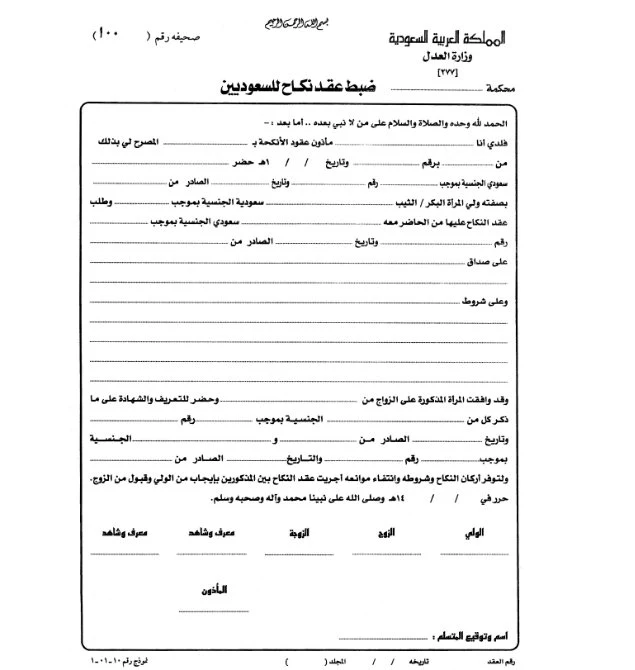 بسم الله الرحمن الرحيم
المملكة العربية السعودية
وزارة العدل
[٢٧٧]
صحيفه رقم ( ١٠٠ )
محكمة
ضبط عقد نكاح للسعوديين
الحمد لله وحده والصلاة والسلام على من لا نبي بعده .. أما بعد : -
فلدي أنا مأذون عقود الأنكحة بـ المصرح لي بذلك
من برقم وتاريخ / / ١هـ حضر
سعودي الجنسية بموجب رقم وتاريخ الصادر من
بصفته ولي المرأة البكر / الثيب سعودية الجنسية بموجب وطلب
عقد النكاح عليها من الحاضر معه سعودي الجنسية بموجب
رقم وتاريخ الصادر من
على صداق
وعلى شروط
وقد وافقت المرأة المذكورة على الزواج من وحضر للتعريف والشهادة على ما
ذكر كل من الجنسية بموجب رقم
وتاريخ الصادر من و الجنسية
بموجب رقم والتاريخ الصادر من
ولتوفر أركان النكاح وشروطه وانتفاء موانعه أجريت عقد النكاح بين المذكورين بإيجاب من الولي وقبول من الزوج.
حرر في / / ١٤هـ وصلى الله على نبينا محمد وآله وصحبه وسلم.
الولي الزوج الزوجة معرف وشاهد معرف وشاهد
المأذون
اسم وتوقيع المتسلم :
رقم العقد تاريخه / / المجلد ( ) نموذج رقم ١٠-٠١-١